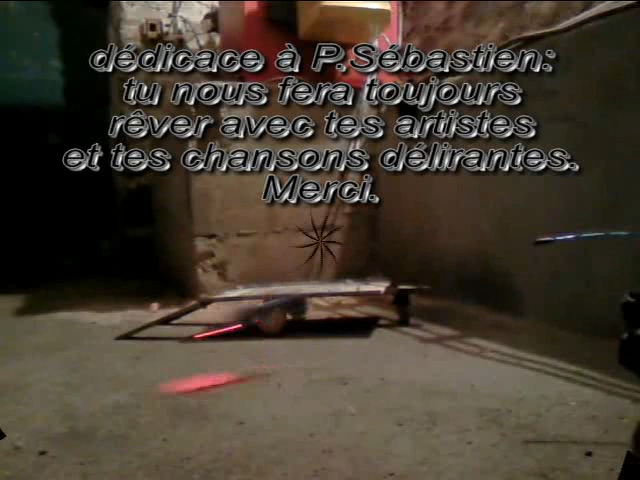 dédicace à P.Sébastien:
tu nous fera toujours
rêver avec tes artistes
et tes chansons délirantes.
Merci.